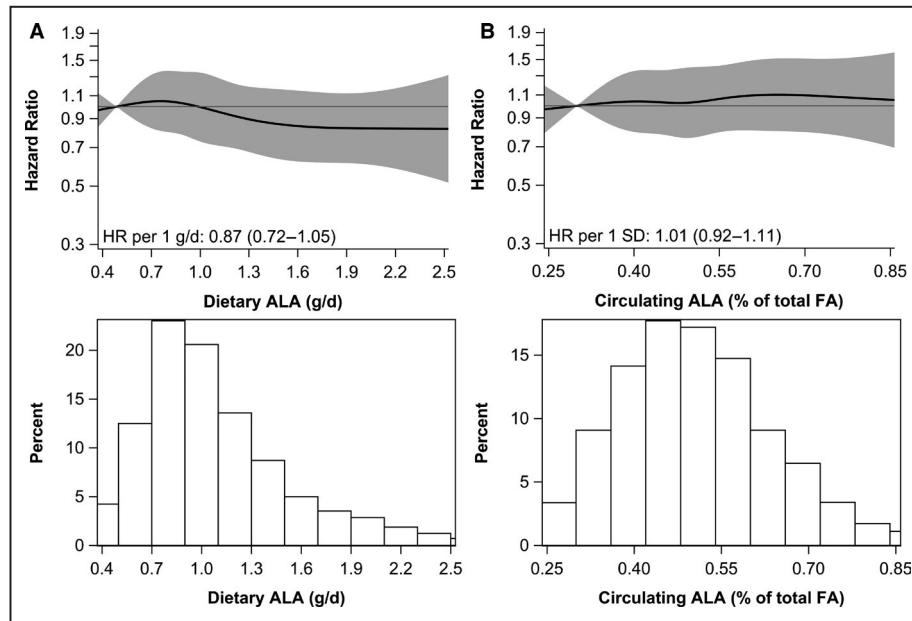 A
Hazard Ratio
1.9
1.5
1.1
0.9
0.7
0.5
0.3
HR per 1 g/d: 0.87 (0.72–1.05)
0.4 0.7 1.0 1.3 1.6 1.9 2.2 2.5
Dietary ALA (g/d)
B
Hazard Ratio
1.9
1.5
1.1
0.9
0.7
0.5
0.3
HR per 1 SD: 1.01 (0.92–1.11)
0.25 0.40 0.55 0.70 0.85
Circulating ALA (% of total FA)
Percent
20
15
10
5
0
0.4 0.7 1.0 1.3 1.6 1.9 2.2 2.5
Dietary ALA (g/d)
Percent
15
10
5
0
0.25 0.40 0.55 0.70 0.85
Circulating ALA (% of total FA)